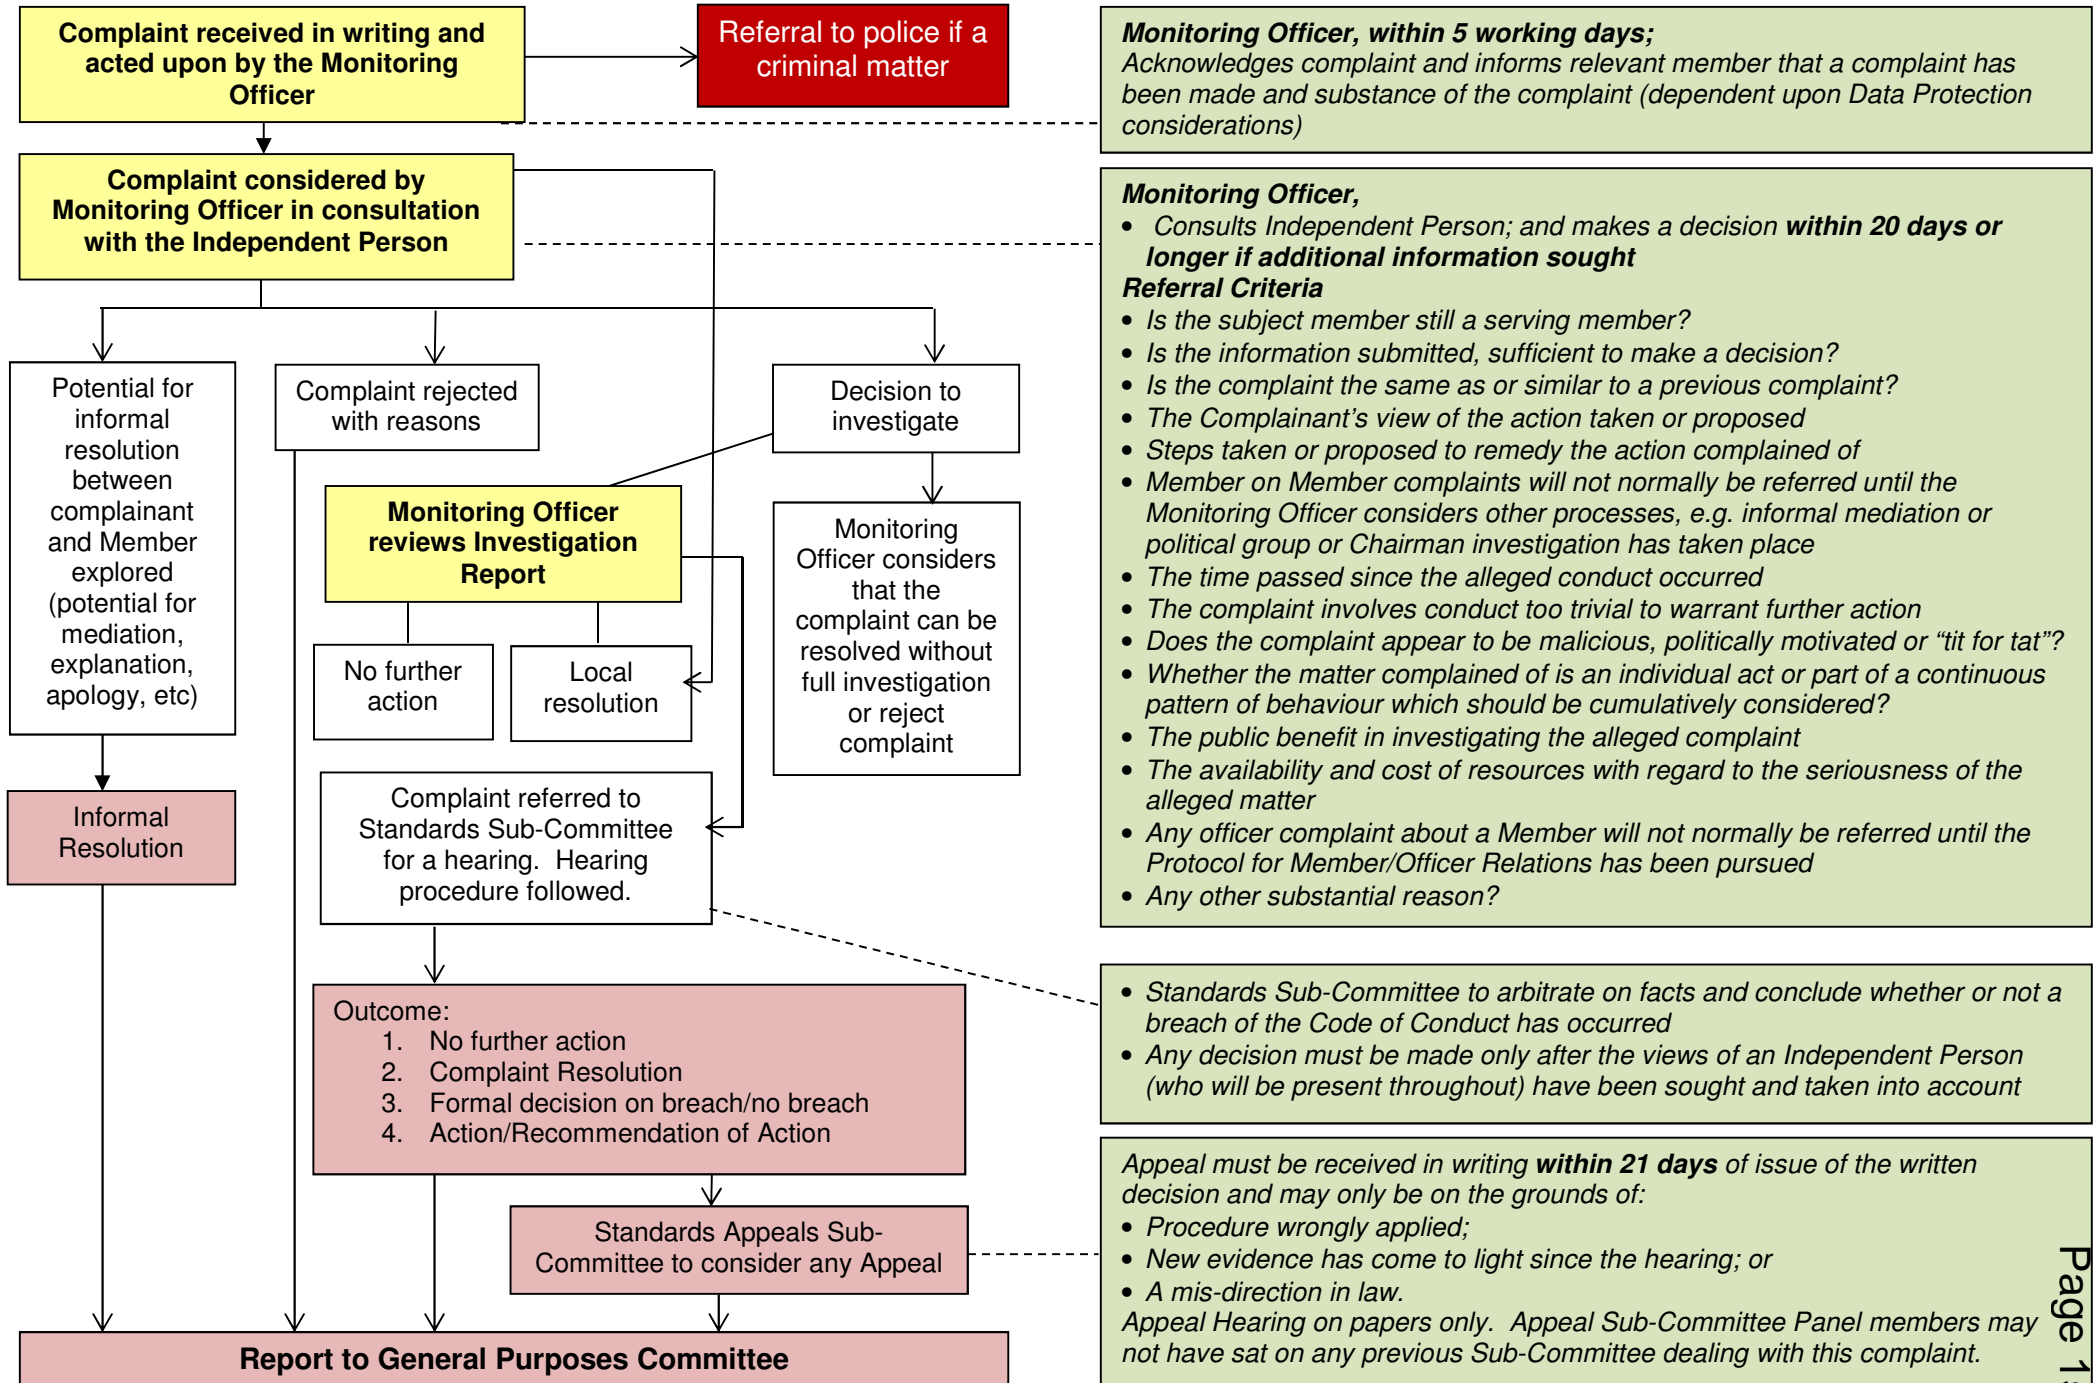 Complaint received in writing and
acted upon by the Monitoring
Officer
Referral to police if a
criminal matter
Monitoring Officer, within 5 working days;
Acknowledges complaint and informs relevant member that a complaint has
been made and substance of the complaint (dependent upon Data Protection
considerations)
Complaint considered by
Monitoring Officer in consultation
with the Independent Person
Monitoring Officer,
• Consults Independent Person; and makes a decision within 20 days or
longer if additional information sought
Referral Criteria
• Is the subject member still a serving member?
• Is the information submitted, sufficient to make a decision?
• Is the complaint the same as or similar to a previous complaint?
• The Complainant's view of the action taken or proposed
• Steps taken or proposed to remedy the action complained of
• Member on Member complaints will not normally be referred until the
Monitoring Officer considers other processes, e.g. informal mediation or
political group or Chairman investigation has taken place
• The time passed since the alleged conduct occurred
• The complaint involves conduct too trivial to warrant further action
• Does the complaint appear to be malicious, politically motivated or “tit for tat”?
• Whether the matter complained of is an individual act or part of a continuous
pattern of behaviour which should be cumulatively considered?
• The public benefit in investigating the alleged complaint
• The availability and cost of resources with regard to the seriousness of the
alleged matter
• Any officer complaint about a Member will not normally be referred until the
Protocol for Member/Officer Relations has been pursued
• Any other substantial reason?
Potential for
informal
resolution
between
complainant
and Member
explored
(potential for
mediation,
explanation,
apology, etc)
Complaint rejected
with reasons
Decision to
investigate
Monitoring Officer
reviews Investigation
Report
Monitoring
Officer considers
that the
complaint can be
resolved without
full investigation
or reject
complaint
No further
action
Local
resolution
Informal
Resolution
Complaint referred to
Standards Sub-Committee
for a hearing. Hearing
procedure followed.
• Standards Sub-Committee to arbitrate on facts and conclude whether or not a
breach of the Code of Conduct has occurred
• Any decision must be made only after the views of an Independent Person
(who will be present throughout) have been sought and taken into account
Outcome:
1. No further action
2. Complaint Resolution
3. Formal decision on breach/no breach
4. Action/Recommendation of Action
Standards Appeals Sub-
Committee to consider any Appeal
Appeal must be received in writing within 21 days of issue of the written
decision and may only be on the grounds of:
• Procedure wrongly applied;
• New evidence has come to light since the hearing; or
• A mis-direction in law.
Appeal Hearing on papers only. Appeal Sub-Committee Panel members may
not have sat on any previous Sub-Committee dealing with this complaint.
Report to General Purposes Committee
Page